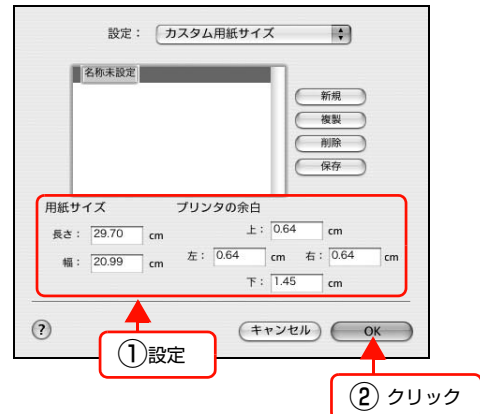 設定： カスタム用紙サイズ
名称未設定
新規
複製
削除
保存
用紙サイズ プリンタの余白
長さ： 29.70 cm 上： 0.64 cm
幅： 20.99 cm 左： 0.64 cm 右： 0.64 cm
下： 1.45 cm
? キャンセル OK
①設定
② クリック